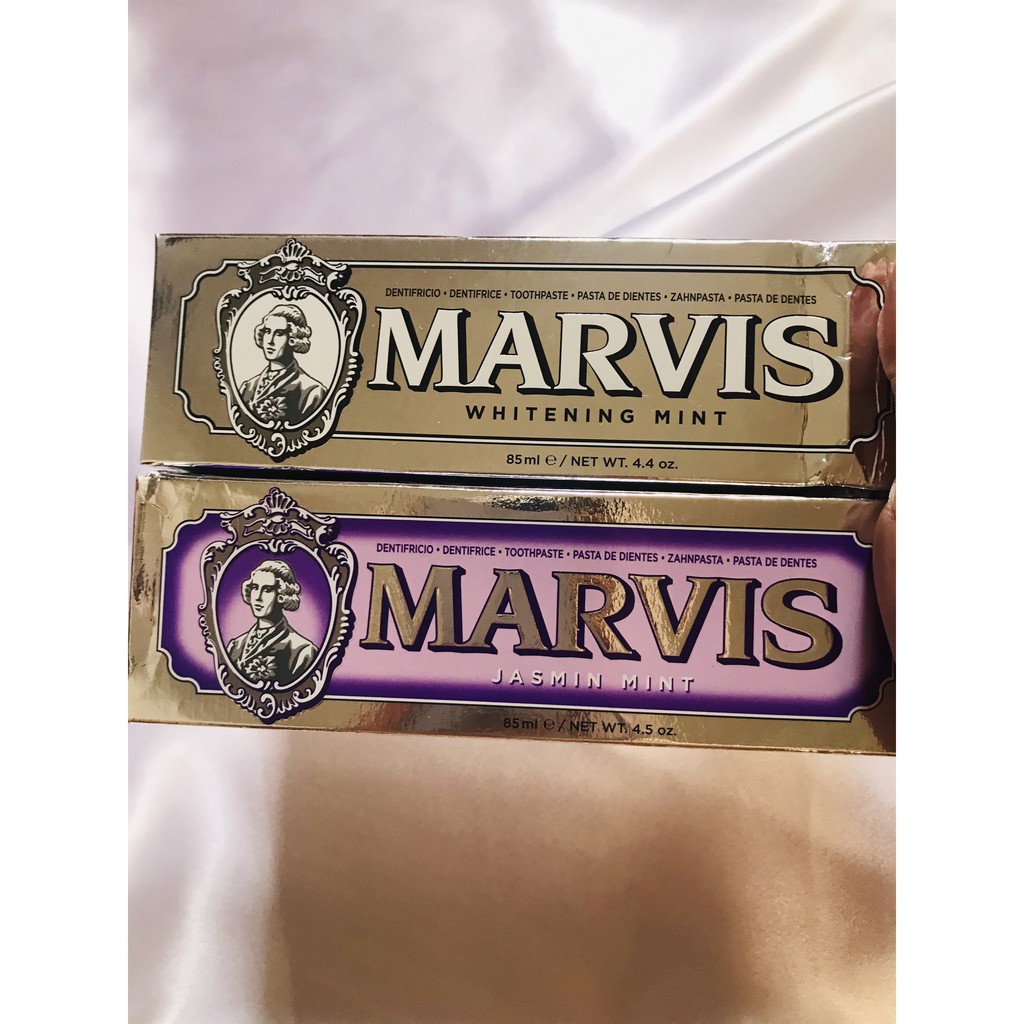 DENTIFRICIO • DENTIFRICE • TOOTHPASTE • PASTA DE DIENTES • ZAHNPASTA • PASTA DE DENTES
MARVIS
WHITENING MINT
85ml ℮ / NET WT. 4.4 oz.
DENTIFRICIO • DENTIFRICE • TOOTHPASTE • PASTA DE DIENTES • ZAHNPASTA • PASTA DE DENTES
MARVIS
JASMIN MINT
85ml ℮ / NET WT. 4.5 oz.